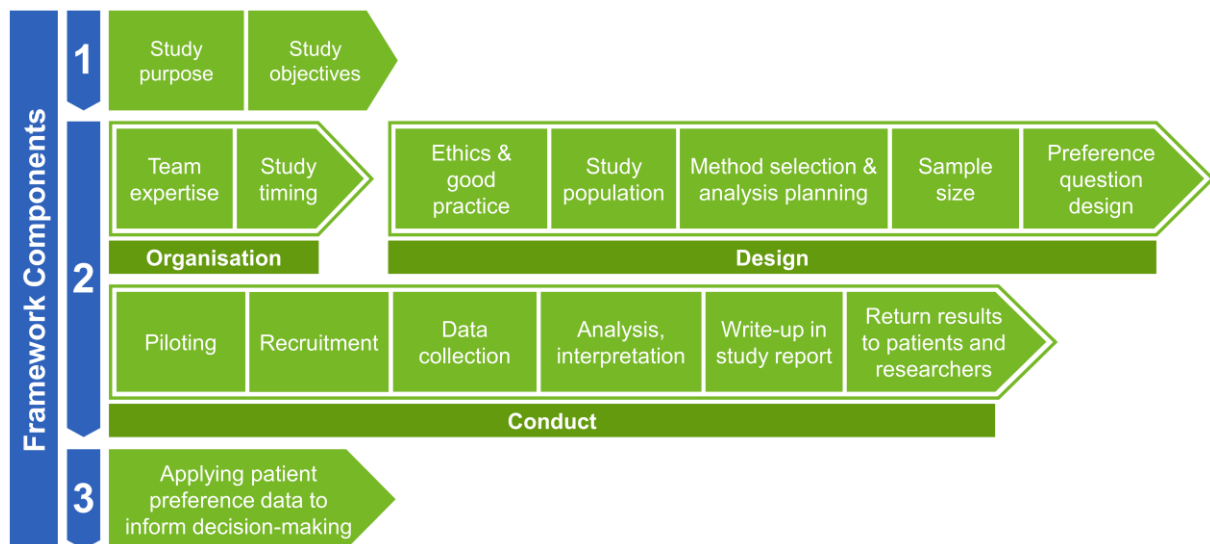 Framework Components
1
Study
purpose
Study
objectives
2
Team
expertise
Study
timing
Organisation
Ethics &
good
practice
Study
population
Method selection &
analysis planning
Sample
size
Preference
question
design
Design
Piloting
Recruitment
Data
collection
Analysis,
interpretation
Write-up in
study report
Return results
to patients and
researchers
Conduct
3
Applying patient
preference data to
inform decision-making